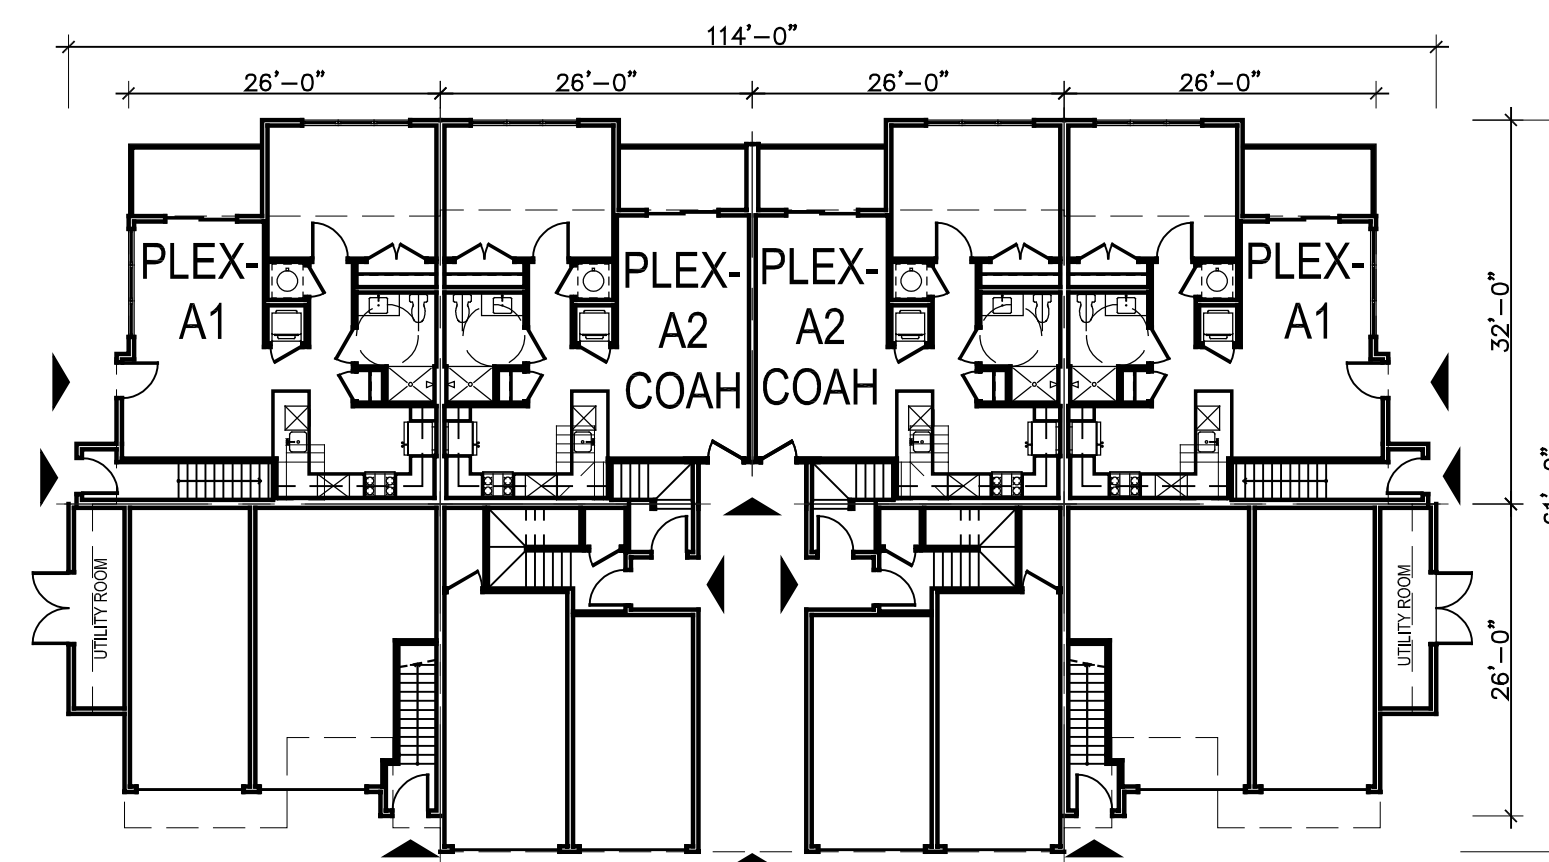 114'-0"
26'-0"
26'-0"
26'-0"
26'-0"
PLEX-
A1
PLEX-
A2
COAH
PLEX-
A2
COAH
PLEX-
A1
32'-0"
UTILITY ROOM
UTILITY ROOM
26'-0"